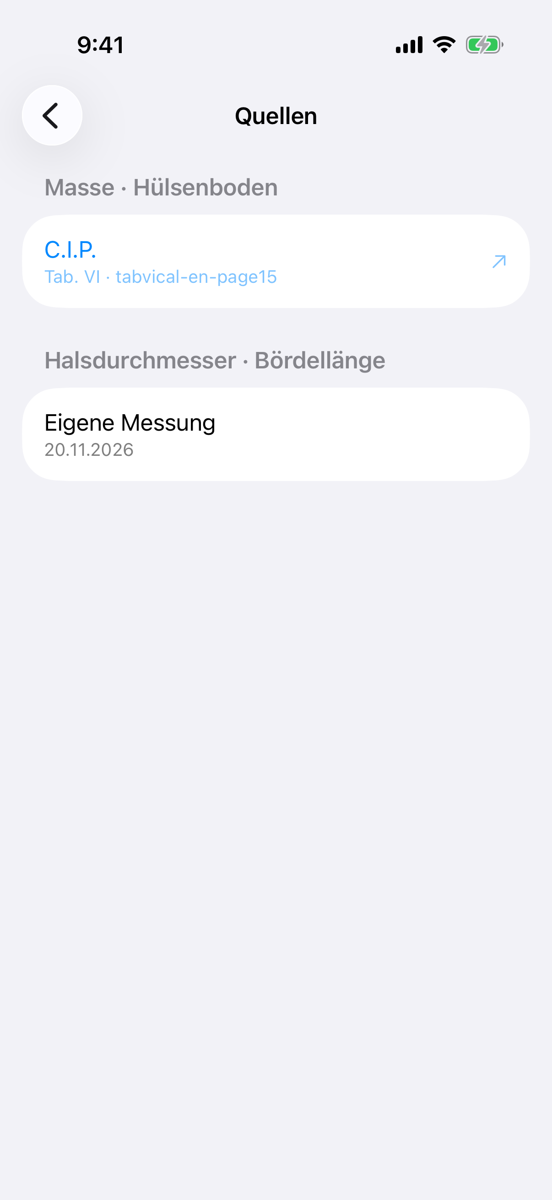 9:41
Quellen
Masse · Hülsenboden
C.I.P.
Tab. VI · tabvical-en-page15
Halsdurchmesser · Bördellänge
Eigene Messung
20.11.2026